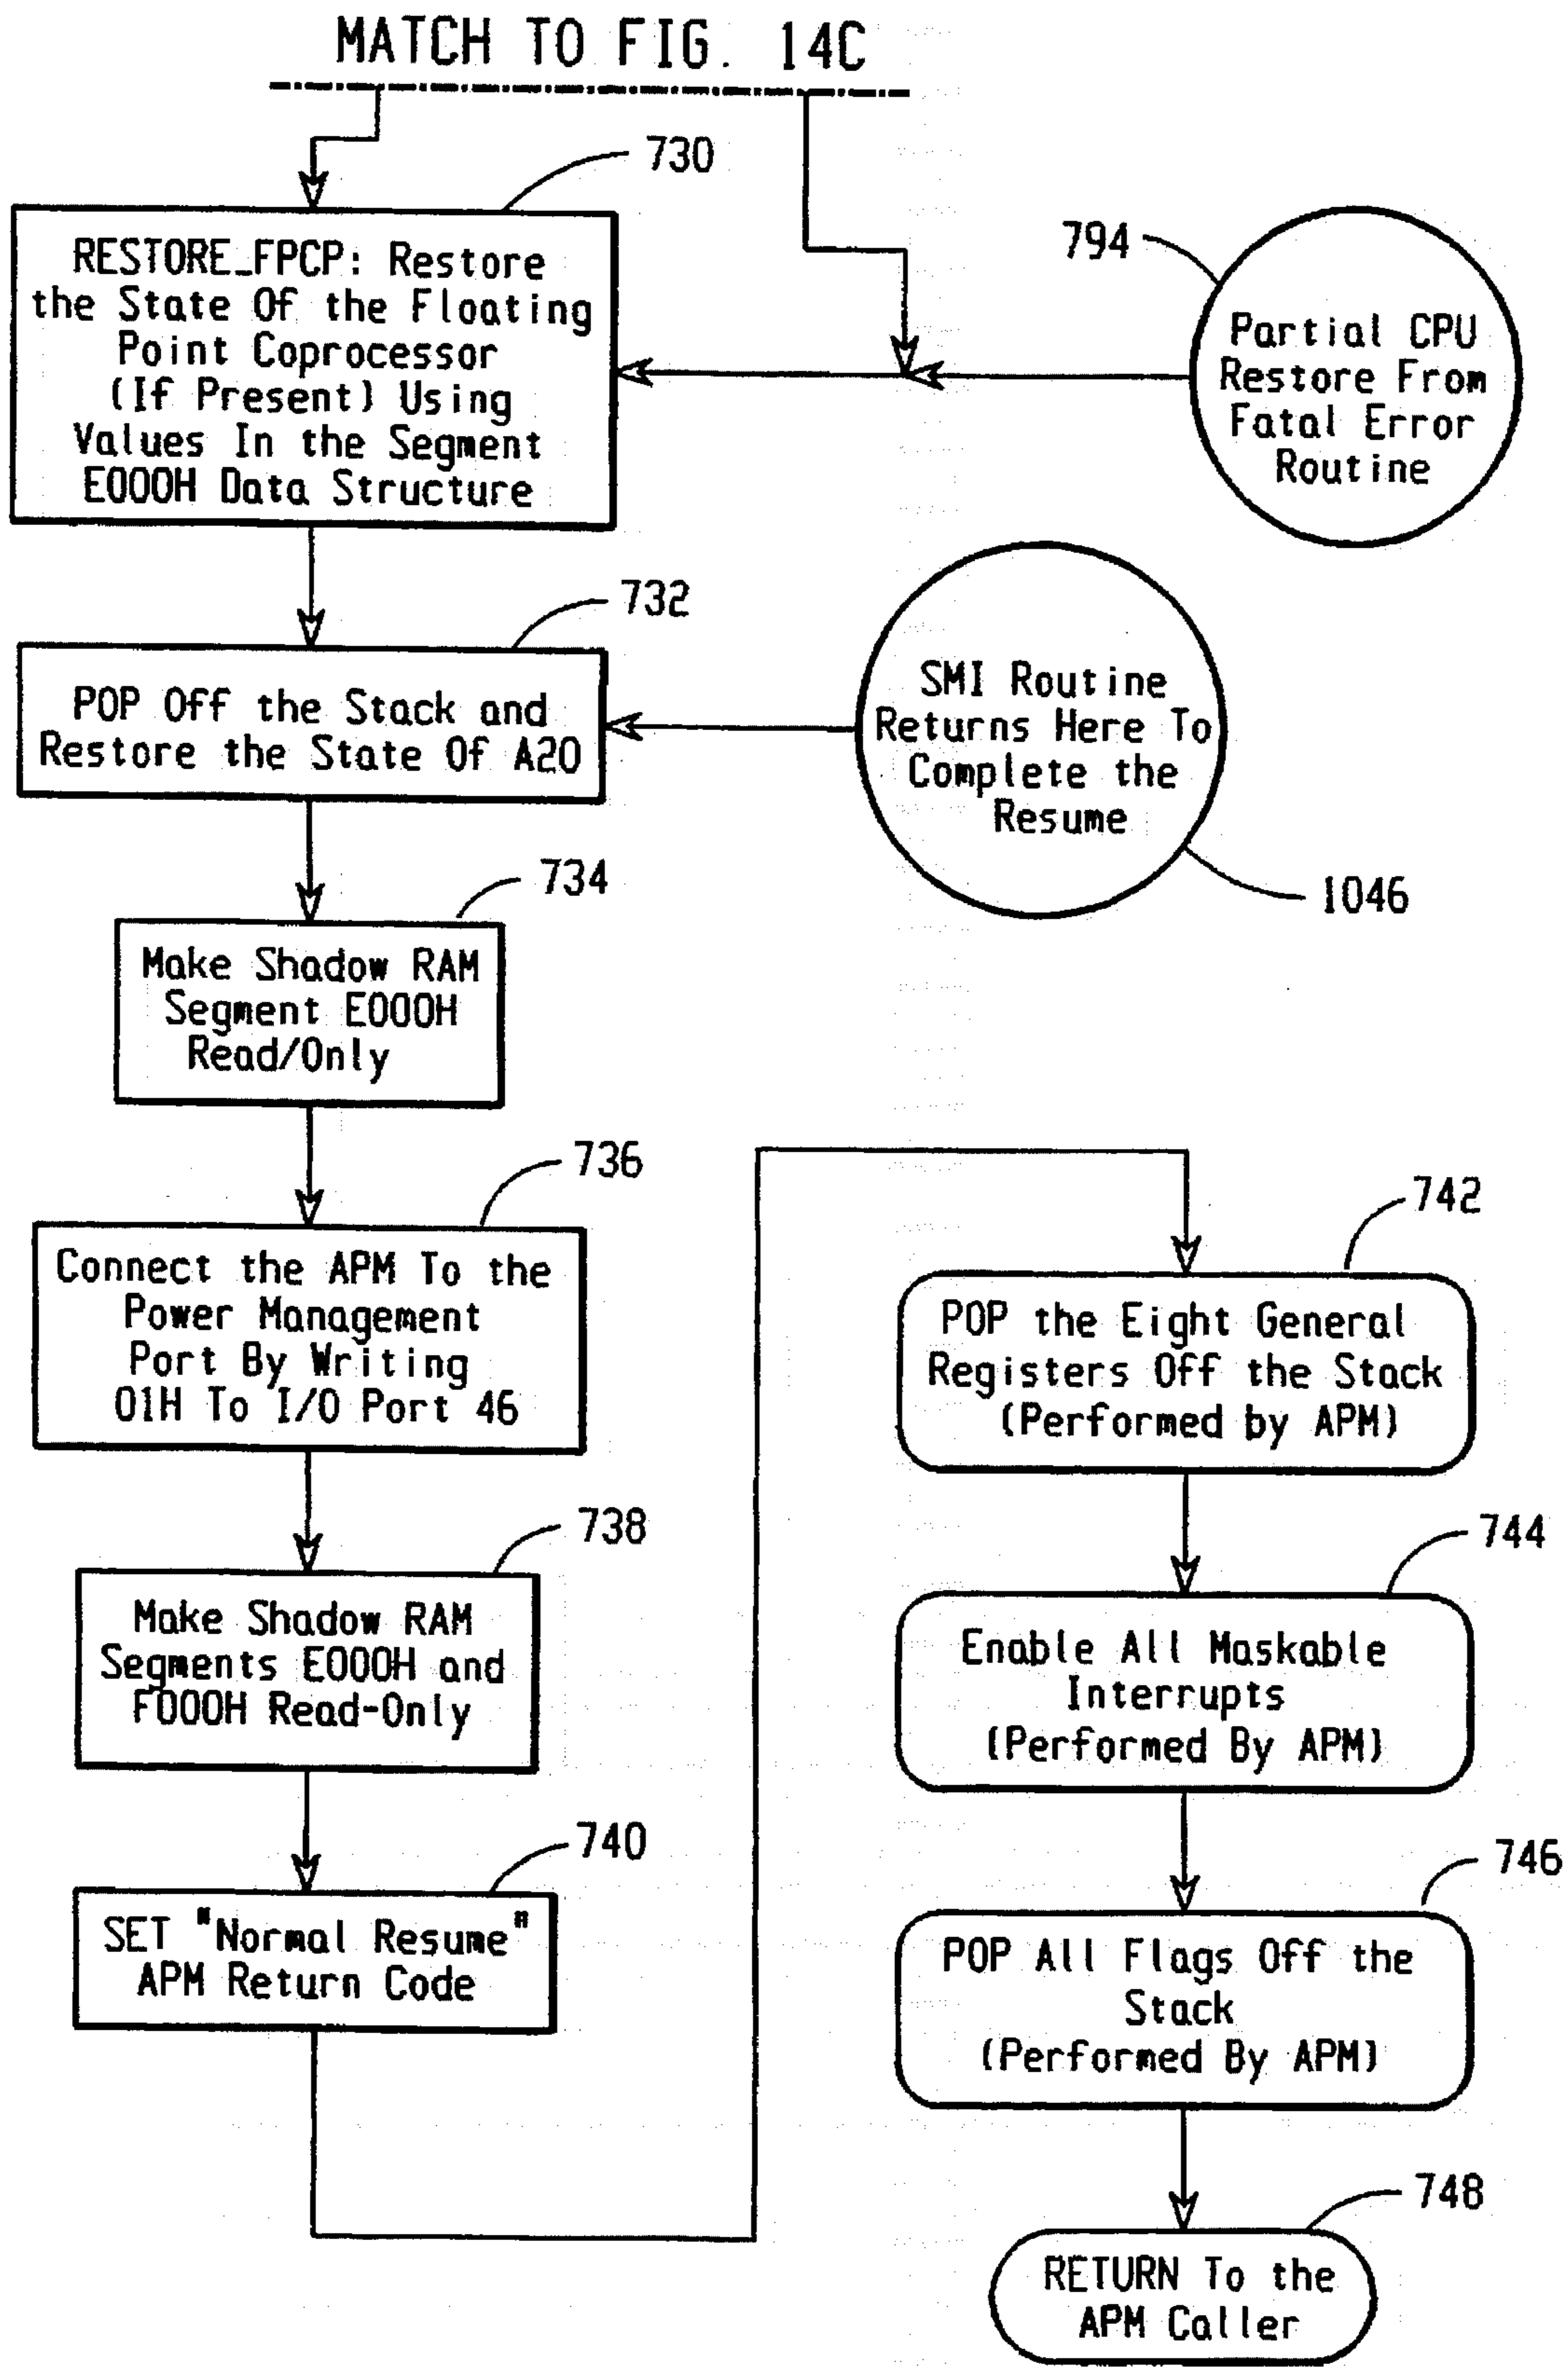 MATCH TO FIG. 14C
730
RESTORE_FPCP: Restore
the State Of the Floating
Point Coprocessor
(If Present) Using
Values In the Segment
E000H Data Structure
794
Partial CPU
Restore From
Fatal Error
Routine
732
POP Off the Stack and
Restore the State Of A20
SMI Routine
Returns Here To
Complete the
Resume
1046
734
Make Shadow RAM
Segment E000H
Read/Only
736
Connect the APM To the
Power Management
Port By Writing
01H To I/O Port 46
738
Make Shadow RAM
Segments E000H and
F000H Read-Only
740
SET "Normal Resume"
APM Return Code
742
POP the Eight General
Registers Off the Stack
(Performed by APM)
744
Enable All Maskable
Interrupts
(Performed By APM)
746
POP All Flags Off the
Stack
(Performed By APM)
748
RETURN To the
APM Caller